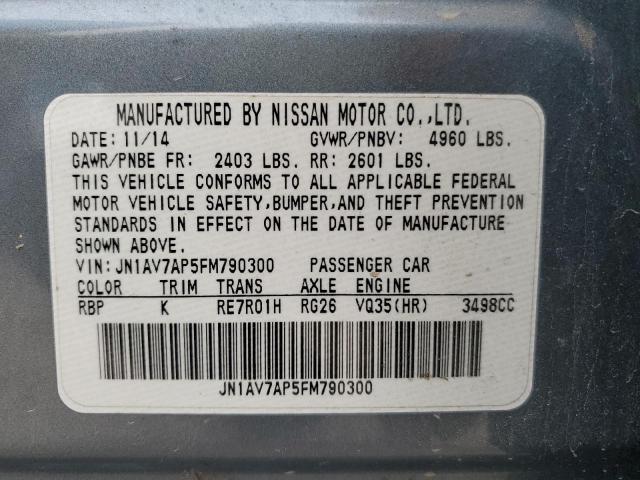 MANUFACTURED BY NISSAN MOTOR CO.,LTD.
DATE: 11/14 GVWR/PNBV: 4960 LBS.
GAWR/PNBE FR: 2403 LBS. RR: 2601 LBS.
THIS VEHICLE CONFORMS TO ALL APPLICABLE FEDERAL
MOTOR VEHICLE SAFETY,BUMPER,AND THEFT PREVENTION
STANDARDS IN EFFECT ON THE DATE OF MANUFACTURE
SHOWN ABOVE.
VIN:JN1AV7AP5FM790300 PASSENGER CAR
COLOR TRIM TRANS AXLE ENGINE
RBP K RE7R01H RG26 VQ35(HR) 3498CC
JN1AV7AP5FM790300